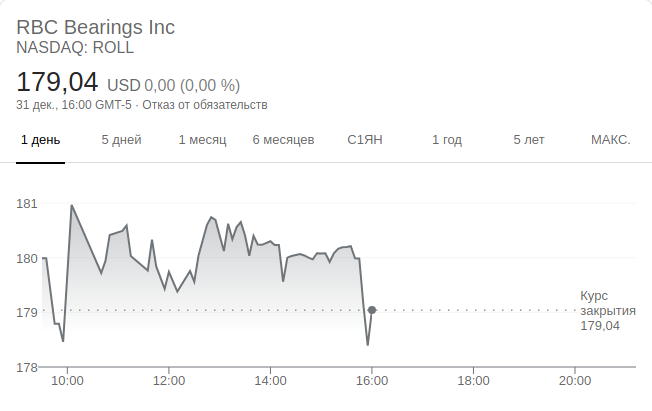 RBC Bearings Inc
NASDAQ: ROLL
179,04 USD 0,00 (0,00 %)
31 дек., 16:00 GMT-5 · Отказ от обязательств
1 день 5 дней 1 месяц 6 месяцев С1ЯН 1 год 5 лет МАКС.
181
180
179
178
Курс
закрытия
179,04
10:00 12:00 14:00 16:00 18:00 20:00